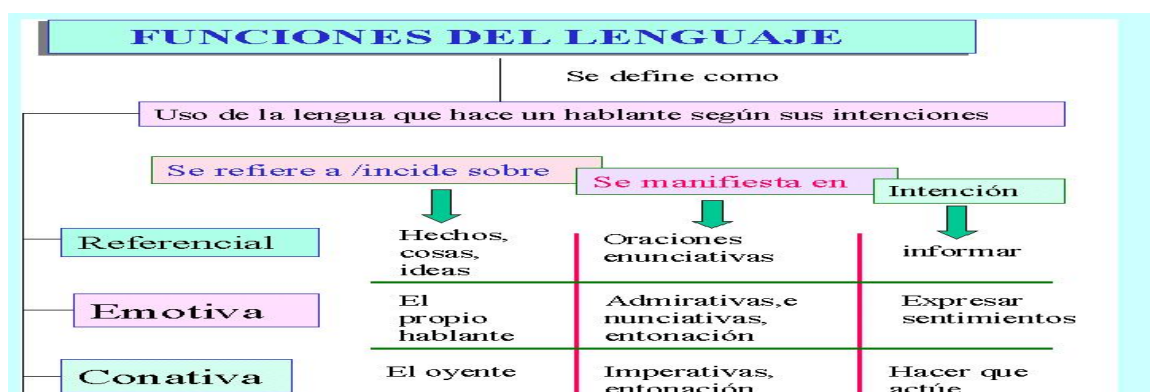 FUNCIONES DEL LENGUAJE
Se define como
Uso de la lengua que hace un hablante según sus intenciones
Se refiere a /incide sobre
Se manifiesta en
Intención
Referencial
Hechos,
cosas,
ideas
Oraciones
enunciativas
informar
Emotiva
El
propio
hablante
Admirativas,e
nunciativas,
entonación
Expresar
sentimientos
Conativa
El oyente
Imperativas,
entonación
Hacer que
actúe